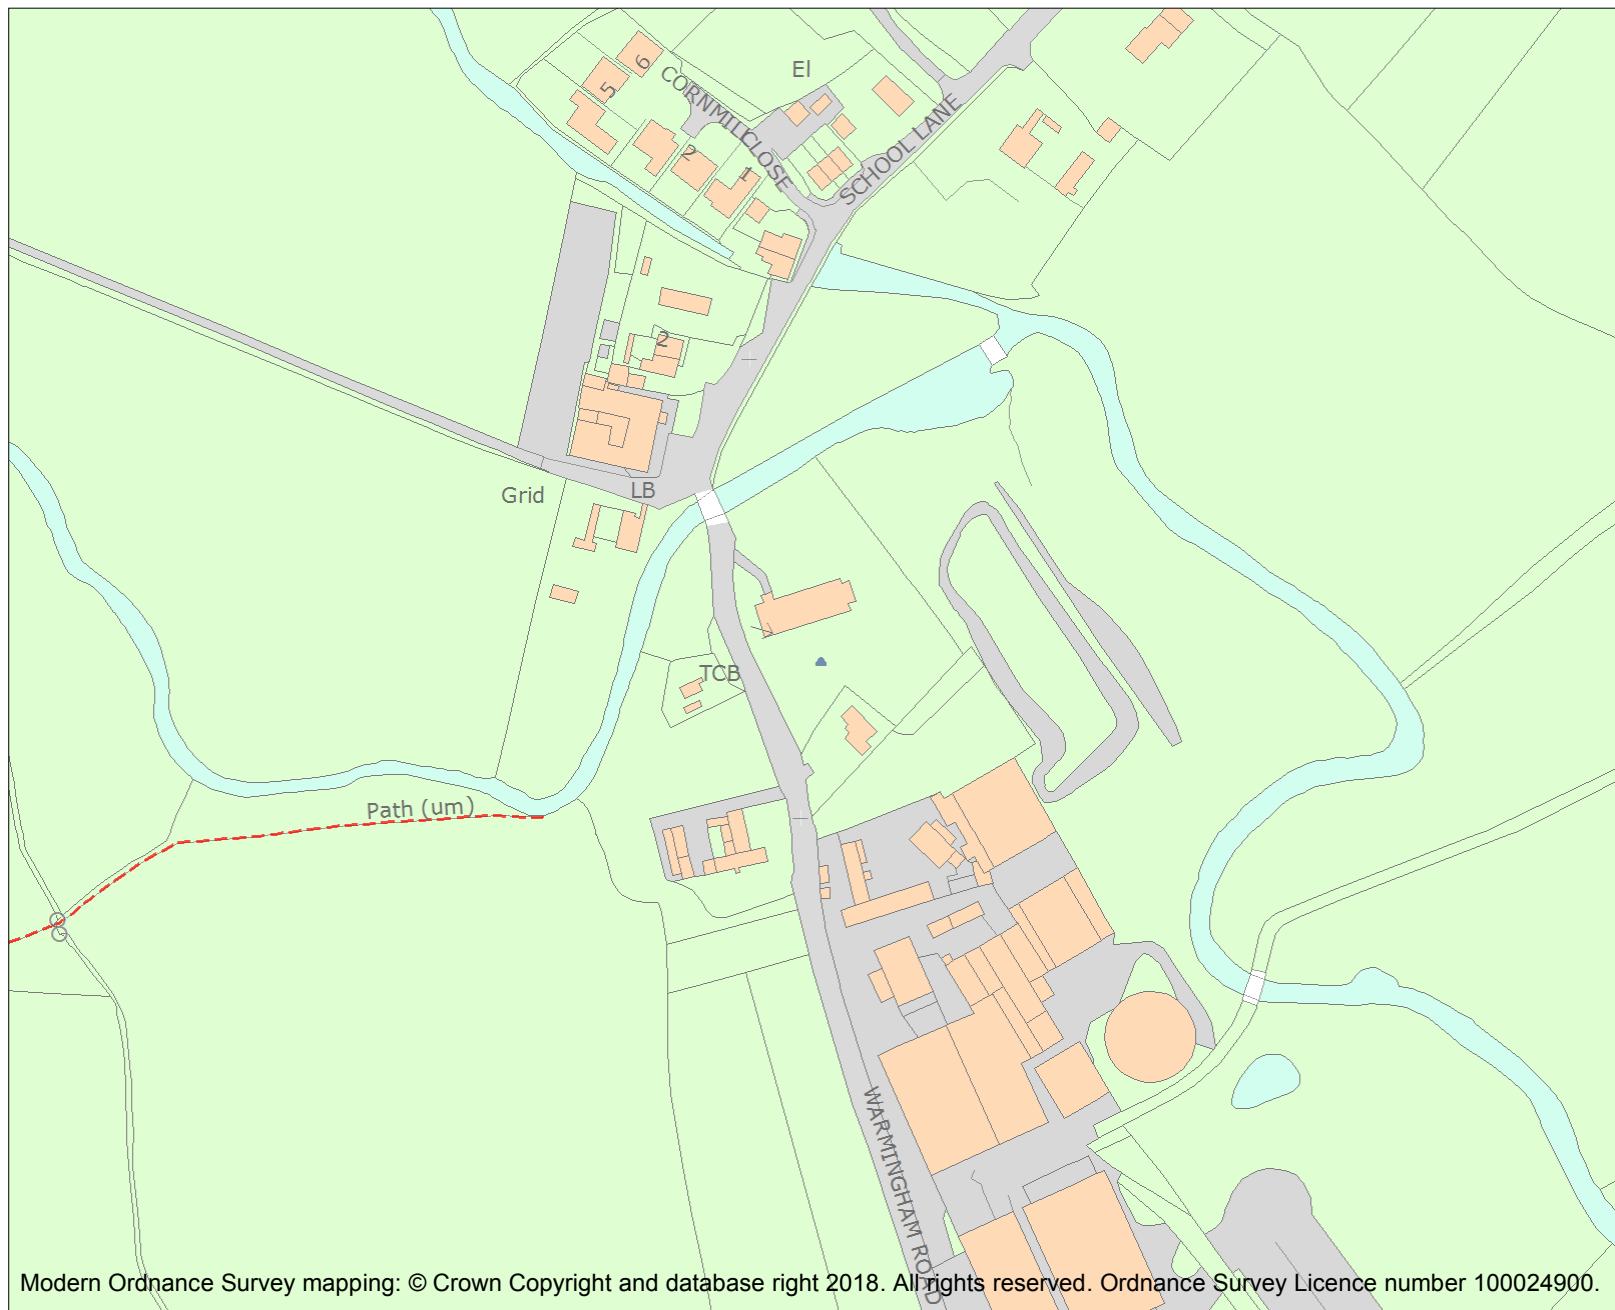 El
6
5
CORNMILL CLOSE
SCHOOL LANE
2
1
2
Grid
LB
TCB
Path (um)
WARMINGHAM ROAD
Modern Ordnance Survey mapping: © Crown Copyright and database right 2018. All rights reserved. Ordnance Survey Licence number 100024900.